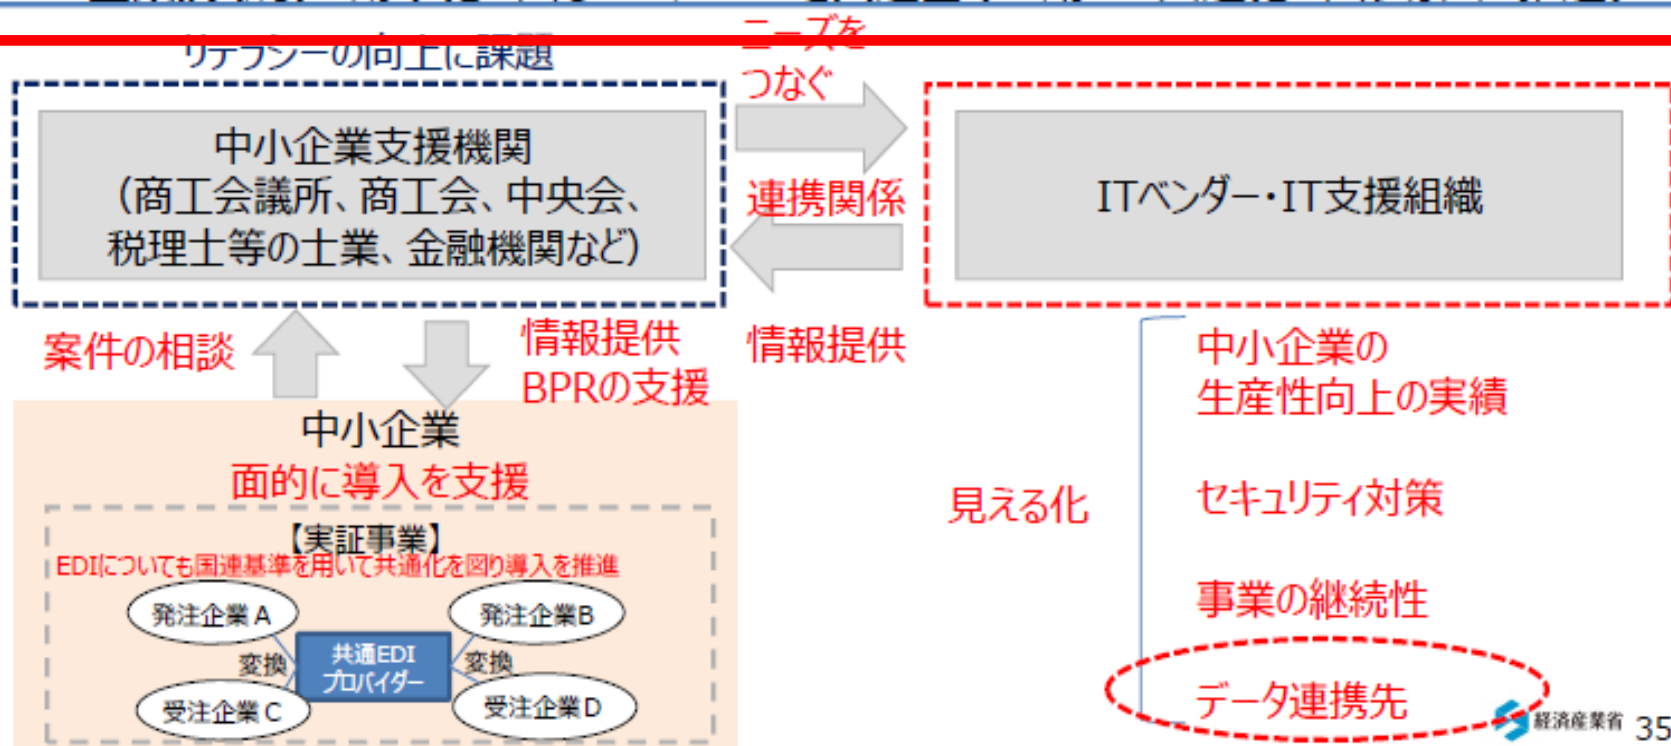 リテラシーの向上に課題
ニーズを
つなぐ
中小企業支援機関
（商工会議所、商工会、中央会、
税理士等の士業、金融機関など）
連携関係
ITベンダー・IT支援組織
案件の相談
情報提供
BPRの支援
情報提供
中小企業
面的に導入を支援
【実証事業】
EDIについても国連基準を用いて共通化を図り導入を推進
発注企業A
発注企業B
変換
共通EDI
プロバイダー
変換
受注企業C
受注企業D
見える化
中小企業の
生産性向上の実績
セキュリティ対策
事業の継続性
データ連携先
経済産業省
35